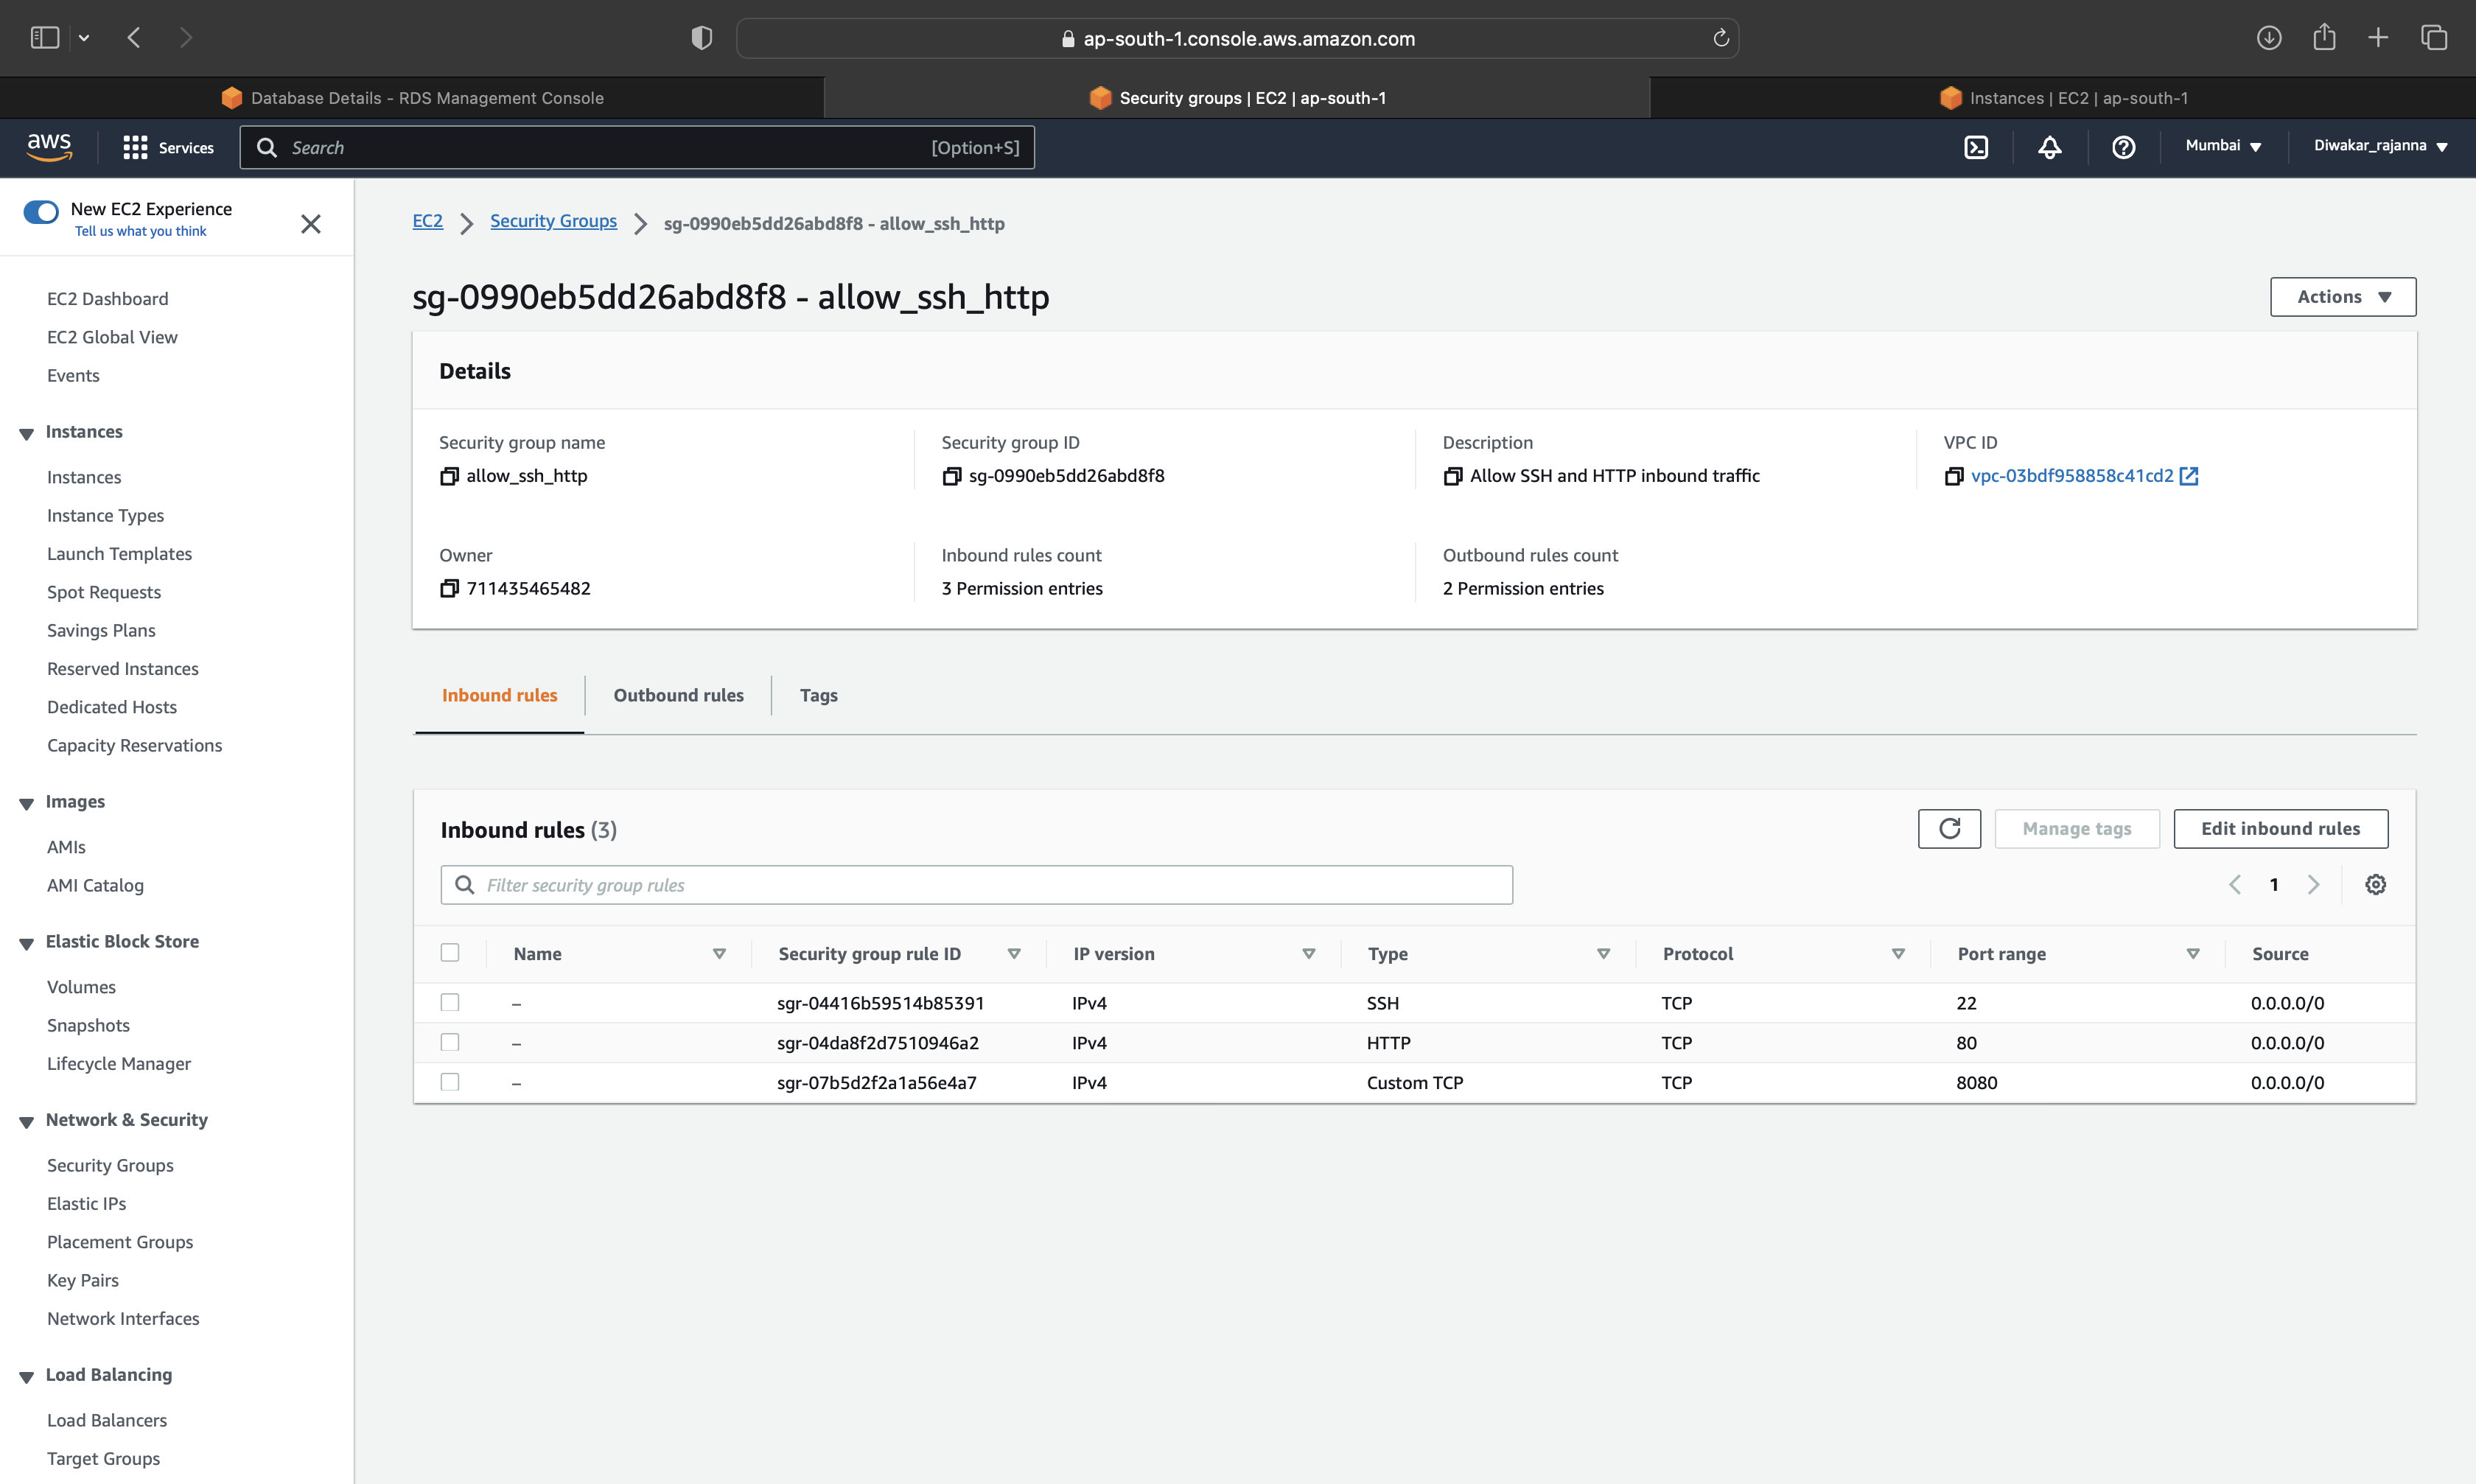 ap-south-1.console.aws.amazon.com
Database Details - RDS Management Console
Security groups | EC2 | ap-south-1
Instances | EC2 | ap-south-1
aws
Services
Search
[Option+S]
Mumbai
Diwakar_rajanna
New EC2 Experience
Tell us what you think
EC2 Dashboard
EC2 Global View
Events
Instances
Instances
Instance Types
Launch Templates
Spot Requests
Savings Plans
Reserved Instances
Dedicated Hosts
Capacity Reservations
Images
AMIs
AMI Catalog
Elastic Block Store
Volumes
Snapshots
Lifecycle Manager
Network & Security
Security Groups
Elastic IPs
Placement Groups
Key Pairs
Network Interfaces
Load Balancing
Load Balancers
Target Groups
EC2
Security Groups
sg-0990eb5dd26abd8f8 - allow_ssh_http
sg-0990eb5dd26abd8f8 - allow_ssh_http
Actions
Details
Security group name
allow_ssh_http
Security group ID
sg-0990eb5dd26abd8f8
Description
Allow SSH and HTTP inbound traffic
VPC ID
vpc-03bdf958858c41cd2
Owner
711435465482
Inbound rules count
3 Permission entries
Outbound rules count
2 Permission entries
Inbound rules
Outbound rules
Tags
Inbound rules (3)
Manage tags
Edit inbound rules
Filter security group rules
1
Name Security group rule ID IP version Type Protocol Port range Source
– sgr-04416b59514b85391 IPv4 SSH TCP 22 0.0.0.0/0
– sgr-04da8f2d7510946a2 IPv4 HTTP TCP 80 0.0.0.0/0
– sgr-07b5d2f2a1a56e4a7 IPv4 Custom TCP TCP 8080 0.0.0.0/0